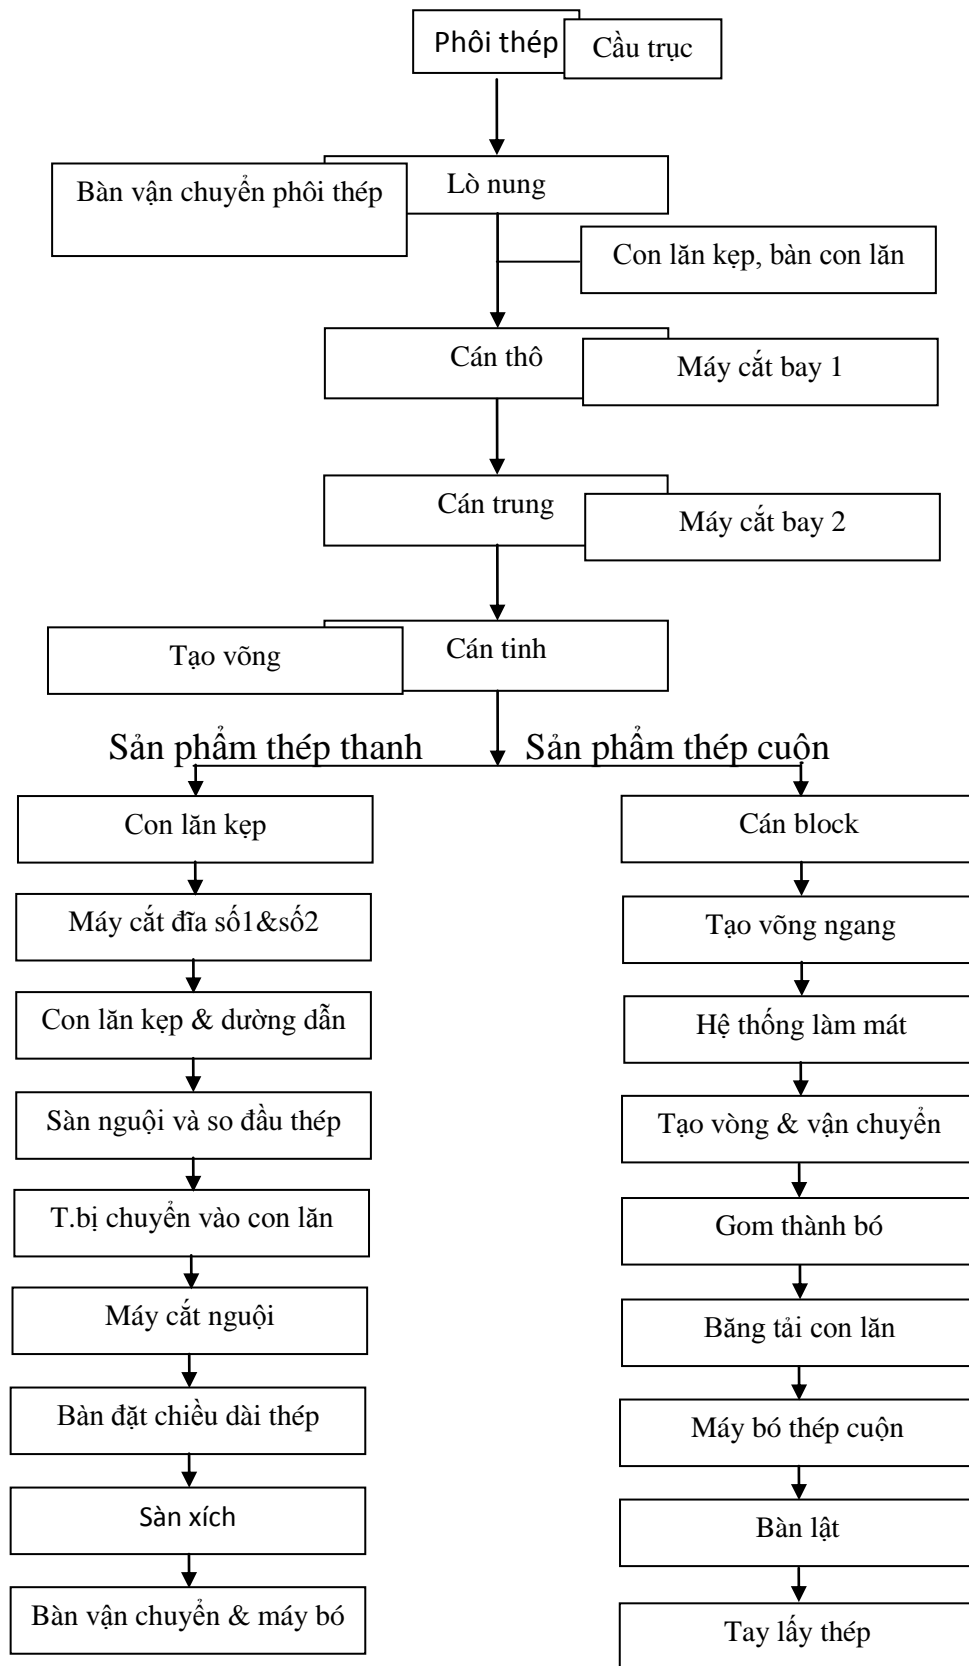 Phôi thép
Cầu trục
Lò nung
Bàn vận chuyển phôi thép
Con lăn kẹp, bàn con lăn
Cán thô
Máy cắt bay 1
Cán trung
Máy cắt bay 2
Cán tinh
Tạo võng
Sản phẩm thép thanh
Sản phẩm thép cuộn
Con lăn kẹp
Máy cắt đĩa số1&số2
Con lăn kẹp & dường dẫn
Sàn nguội và so đầu thép
T.bị chuyển vào con lăn
Máy cắt nguội
Bàn đặt chiều dài thép
Sàn xích
Bàn vận chuyển & máy bó
Cán block
Tạo võng ngang
Hệ thống làm mát
Tạo vòng & vận chuyển
Gom thành bó
Băng tải con lăn
Máy bó thép cuộn
Bàn lật
Tay lấy thép